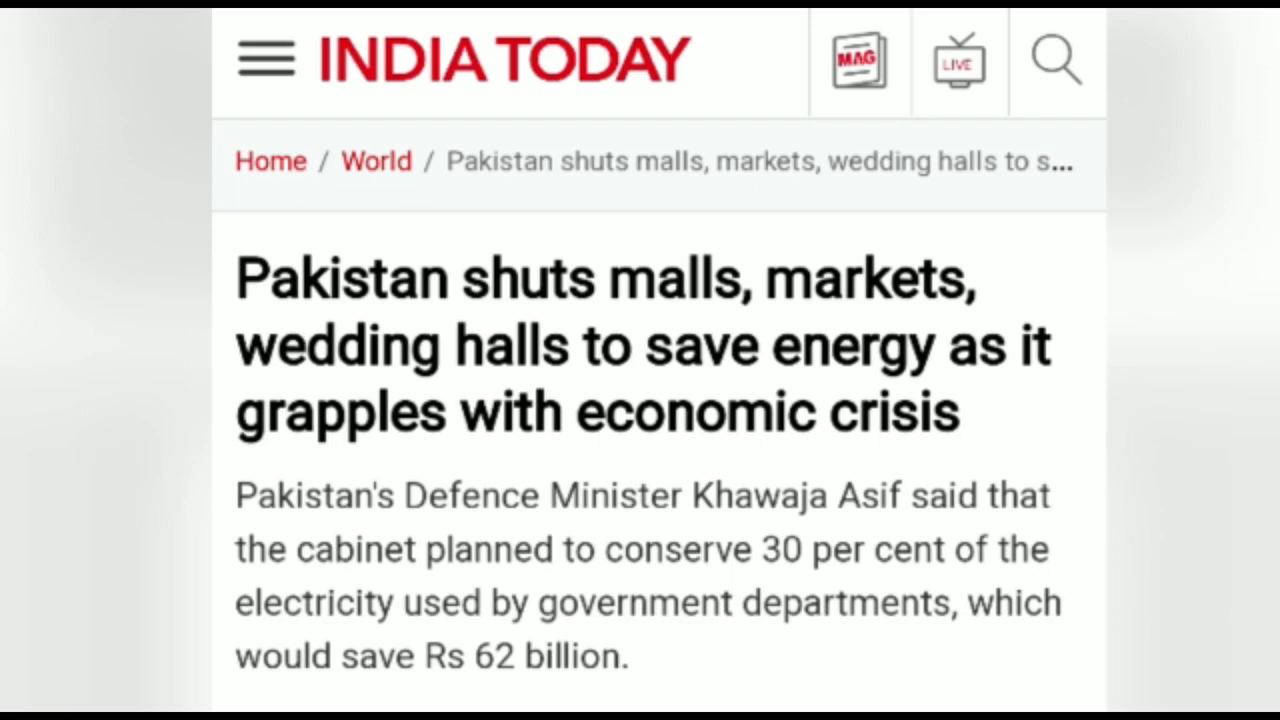 INDIA TODAY
MAG
LIVE
Home / World / Pakistan shuts malls, markets, wedding halls to s...
Pakistan shuts malls, markets,
wedding halls to save energy as it
grapples with economic crisis
Pakistan's Defence Minister Khawaja Asif said that
the cabinet planned to conserve 30 per cent of the
electricity used by government departments, which
would save Rs 62 billion.